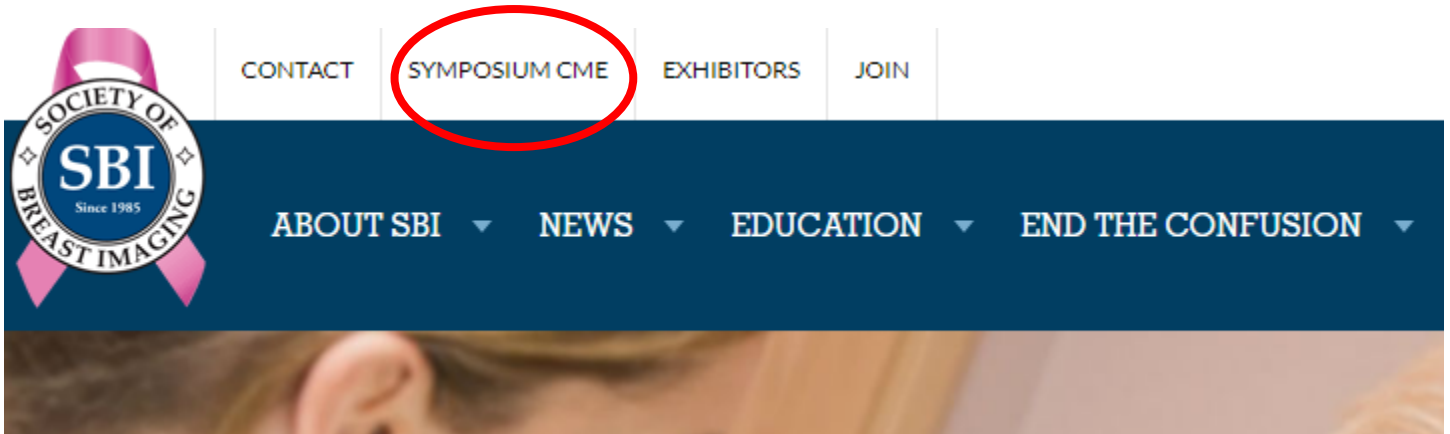 CONTACT SYMPOSIUM CME EXHIBITORS JOIN
SOCIETY OF
SBI
Since 1985
BREAST IMAGING
ABOUT SBI NEWS EDUCATION END THE CONFUSION